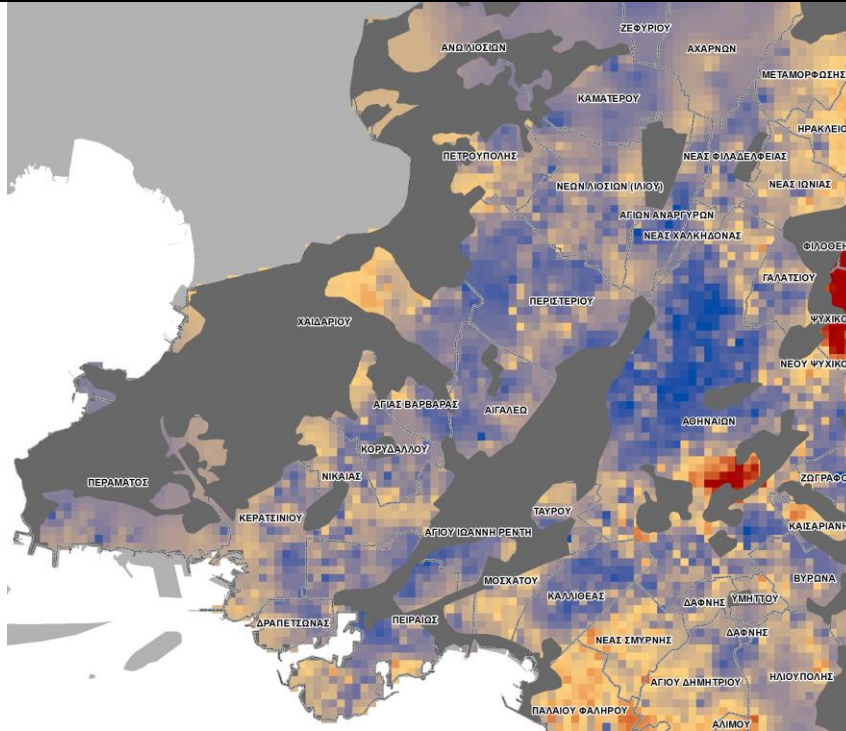 ΖΕΦΥΡΙΟΥ
ΑΝΩ ΛΙΟΣΙΩΝ
ΑΧΑΡΝΩΝ
ΜΕΤΑΜΟΡΦΩΣΗΣ
ΚΑΜΑΤΕΡΟΥ
ΗΡΑΚΛΕΙΟ
ΠΕΤΡΟΥΠΟΛΗΣ
ΝΕΑΣ ΦΙΛΑΔΕΛΦΕΙΑΣ
ΝΕΩΝ ΛΙΟΣΙΩΝ (ΙΛΙΟΥ)
ΝΕΑΣ ΙΩΝΙΑΣ
ΑΓΙΩΝ ΑΝΑΡΓΥΡΩΝ
ΝΕΑΣ ΧΑΛΚΗΔΟΝΑΣ
ΦΙΛΟΘΕΗ
ΓΑΛΑΤΣΙΟΥ
ΠΕΡΙΣΤΕΡΙΟΥ
ΧΑΙΔΑΡΙΟΥ
ΨΥΧΙΚΟ
ΝΕΟΥ ΨΥΧΙΚΟ
ΑΓΙΑΣ ΒΑΡΒΑΡΑΣ
ΑΙΓΑΛΕΩ
ΑΘΗΝΑΙΩΝ
ΚΟΡΥΔΑΛΛΟΥ
ΝΙΚΑΙΑΣ
ΖΩΓΡΑΦΟ
ΠΕΡΑΜΑΤΟΣ
ΤΑΥΡΟΥ
ΚΕΡΑΤΣΙΝΙΟΥ
ΚΑΙΣΑΡΙΑΝΗ
ΑΓΙΟΥ ΙΩΑΝΝΗ ΡΕΝΤΗ
ΜΟΣΧΑΤΟΥ
ΒΥΡΩΝΑ
ΚΑΛΛΙΘΕΑΣ
ΥΜΗΤΤΟΥ
ΔΑΦΝΗΣ
ΔΡΑΠΕΤΣΩΝΑΣ
ΠΕΙΡΑΙΩΣ
ΔΑΦΝΗΣ
ΝΕΑΣ ΣΜΥΡΝΗΣ
ΗΛΙΟΥΠΟΛΗΣ
ΑΓΙΟΥ ΔΗΜΗΤΡΙΟΥ
ΠΑΛΑΙΟΥ ΦΑΛΗΡΟΥ
ΑΛΙΜΟΥ